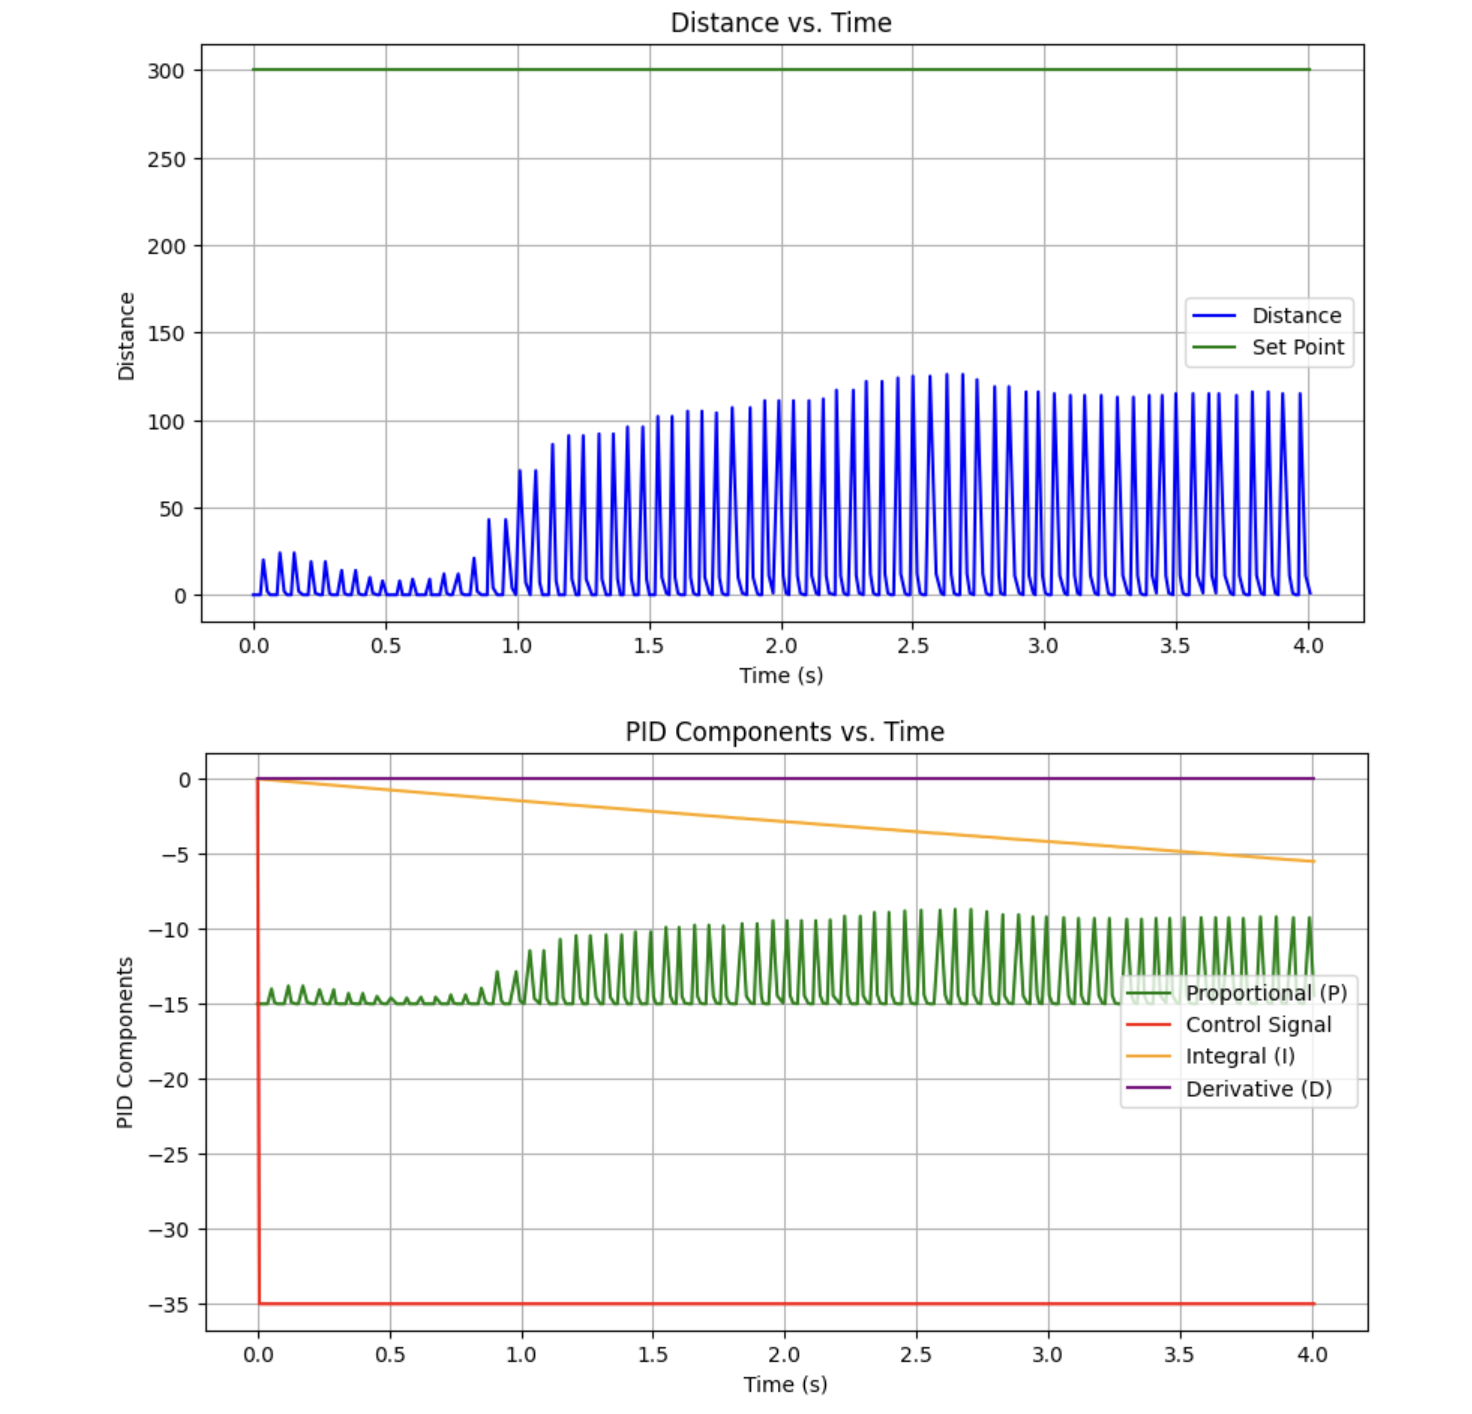 Distance vs. Time
300
250
200
150
100
50
0
Distance
Distance
Set Point
0.0 0.5 1.0 1.5 2.0 2.5 3.0 3.5 4.0
Time (s)
PID Components vs. Time
0
−5
−10
−15
−20
−25
−30
−35
PID Components
Proportional (P)
Control Signal
Integral (I)
Derivative (D)
0.0 0.5 1.0 1.5 2.0 2.5 3.0 3.5 4.0
Time (s)